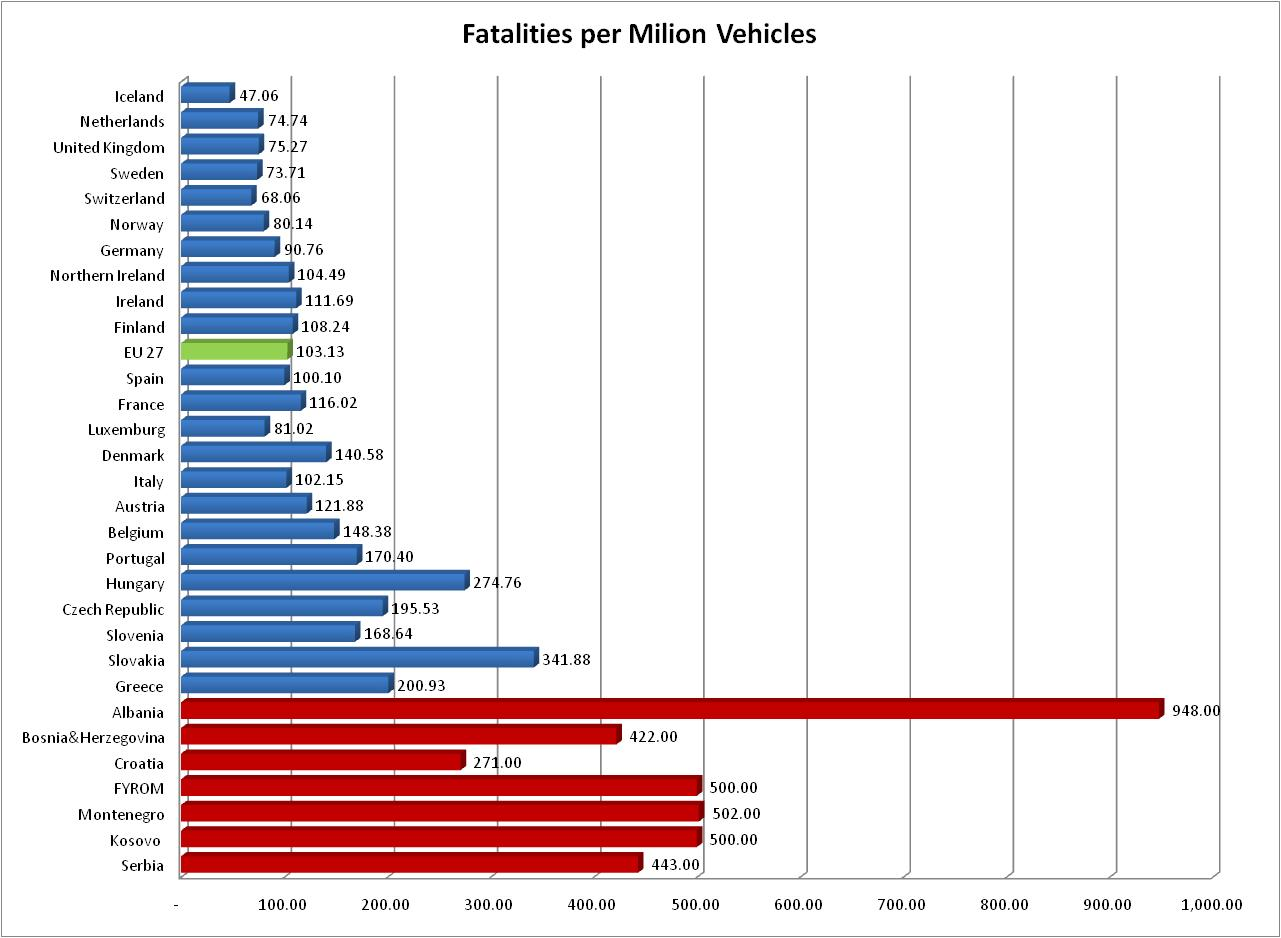 Fatalities per Milion Vehicles
Iceland 47.06
Netherlands 74.74
United Kingdom 75.27
Sweden 73.71
Switzerland 68.06
Norway 80.14
Germany 90.76
Northern Ireland 104.49
Ireland 111.69
Finland 108.24
EU 27 103.13
Spain 100.10
France 116.02
Luxemburg 81.02
Denmark 140.58
Italy 102.15
Austria 121.88
Belgium 148.38
Portugal 170.40
Hungary 274.76
Czech Republic 195.53
Slovenia 168.64
Slovakia 341.88
Greece 200.93
Albania 948.00
Bosnia&Herzegovina 422.00
Croatia 271.00
FYROM 500.00
Montenegro 502.00
Kosovo 500.00
Serbia 443.00
- 100.00 200.00 300.00 400.00 500.00 600.00 700.00 800.00 900.00 1,000.00